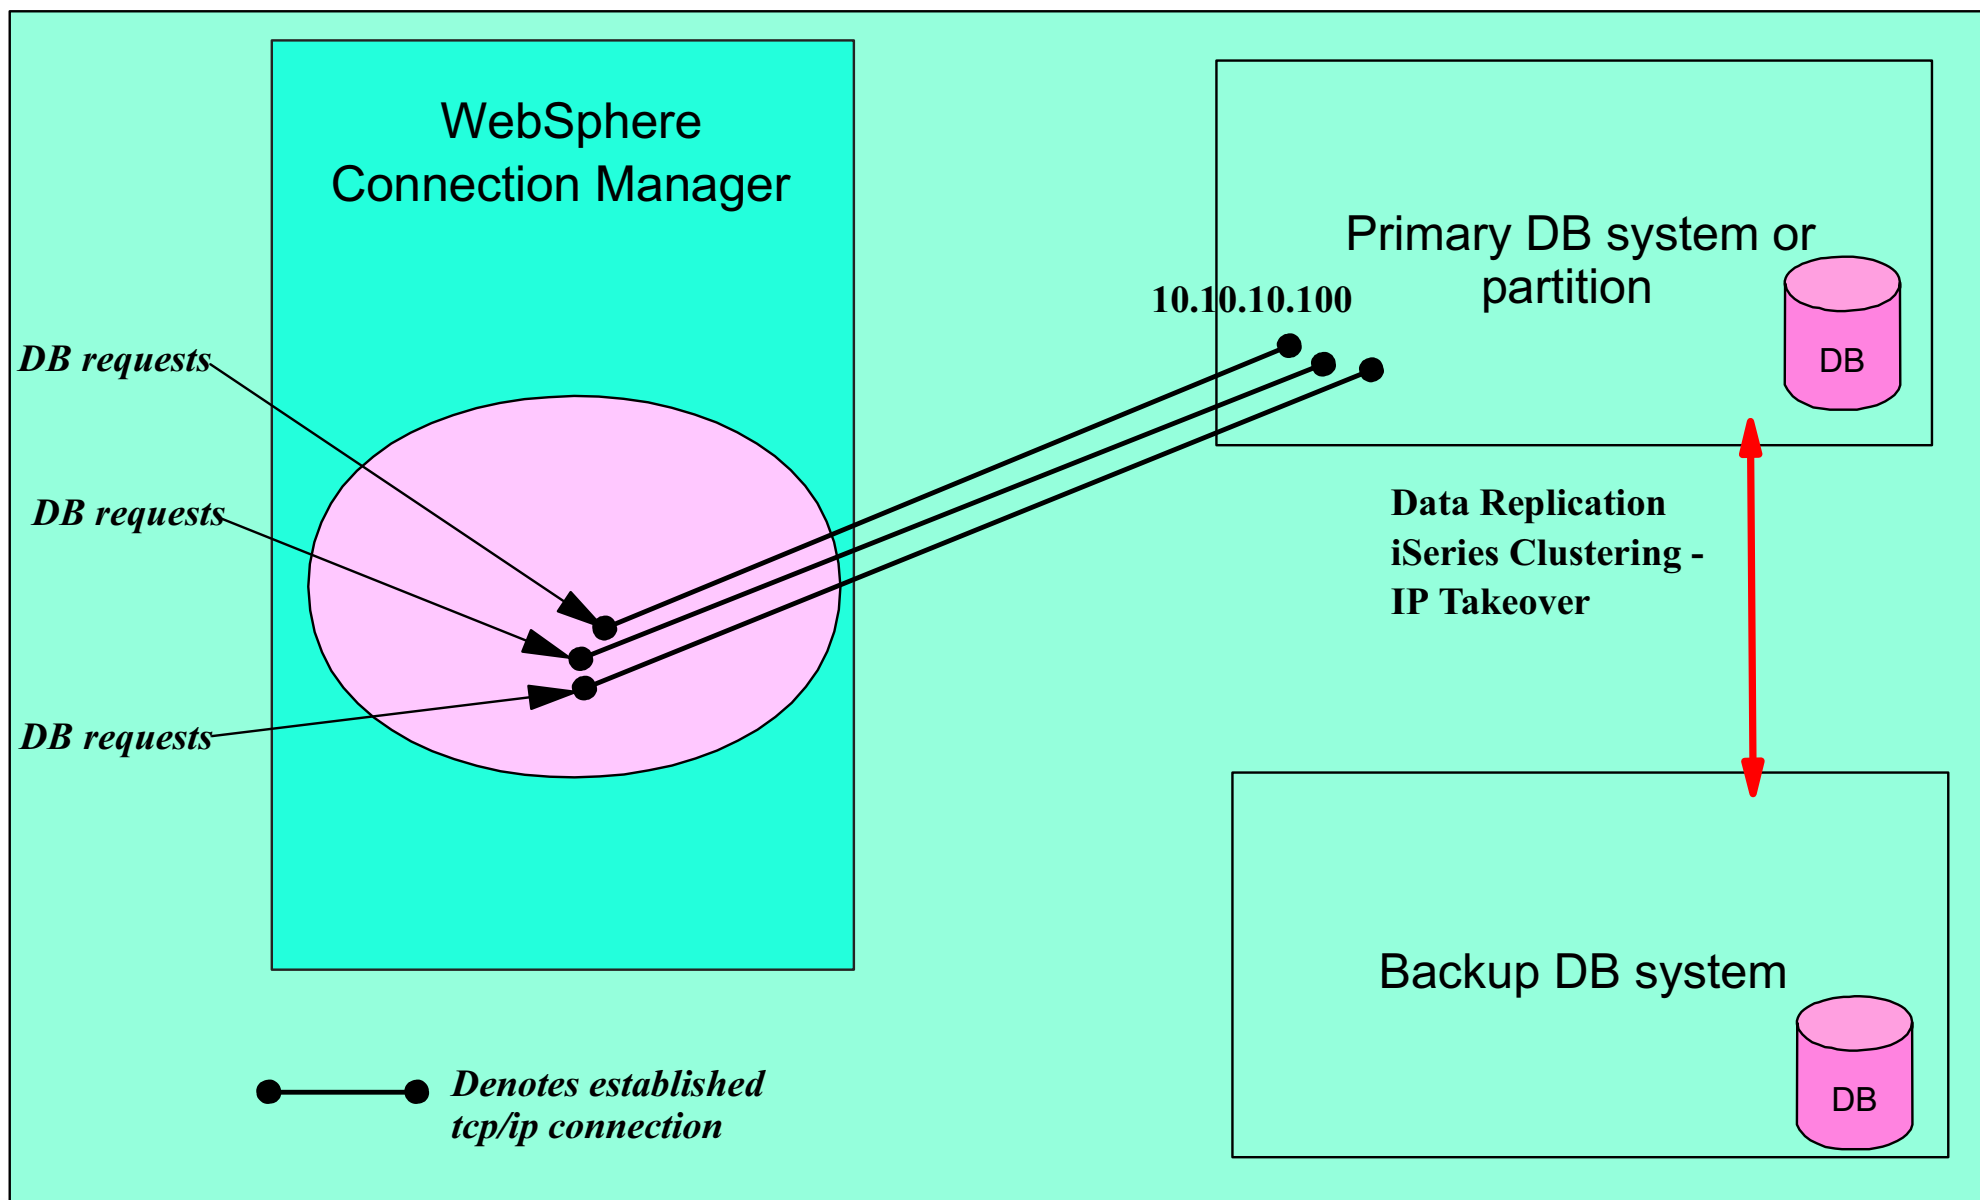 WebSphere
Connection Manager
Primary DB system or
partition
10.10.10.100
DB
DB requests
DB requests
DB requests
Data Replication
iSeries Clustering -
IP Takeover
Backup DB system
DB
Denotes established
tcp/ip connection